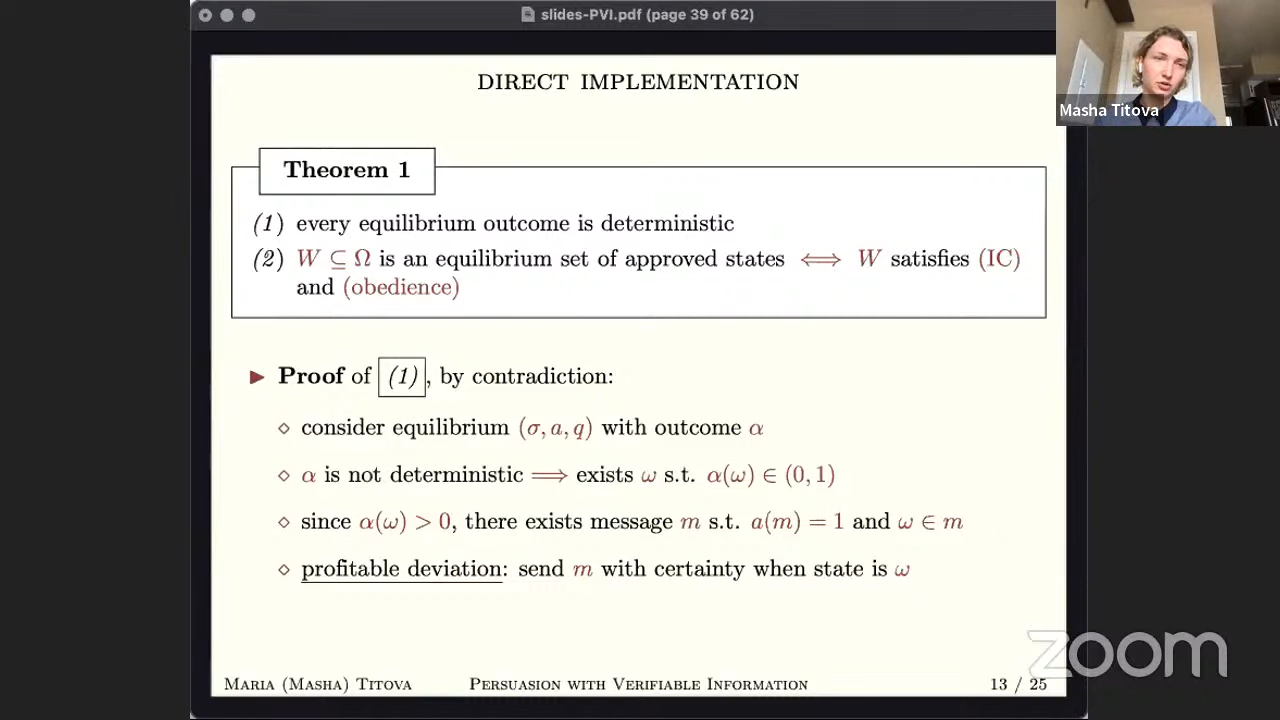 slides-PVI.pdf (page 39 of 62)
Masha Titova
DIRECT IMPLEMENTATION
Theorem 1
(1) every equilibrium outcome is deterministic
(2) W ⊆ Ω is an equilibrium set of approved states ⟺ W satisfies (IC)
and (obedience)
▶ Proof of (1), by contradiction:
⋄ consider equilibrium (σ, a, q) with outcome α
⋄ α is not deterministic ⟹ exists ω s.t. α(ω) ∈ (0, 1)
⋄ since α(ω) > 0, there exists message m s.t. a(m) = 1 and ω ∈ m
⋄ profitable deviation: send m with certainty when state is ω
zoom
MARIA (MASHA) TITOVA PERSUASION WITH VERIFIABLE INFORMATION 13 / 25